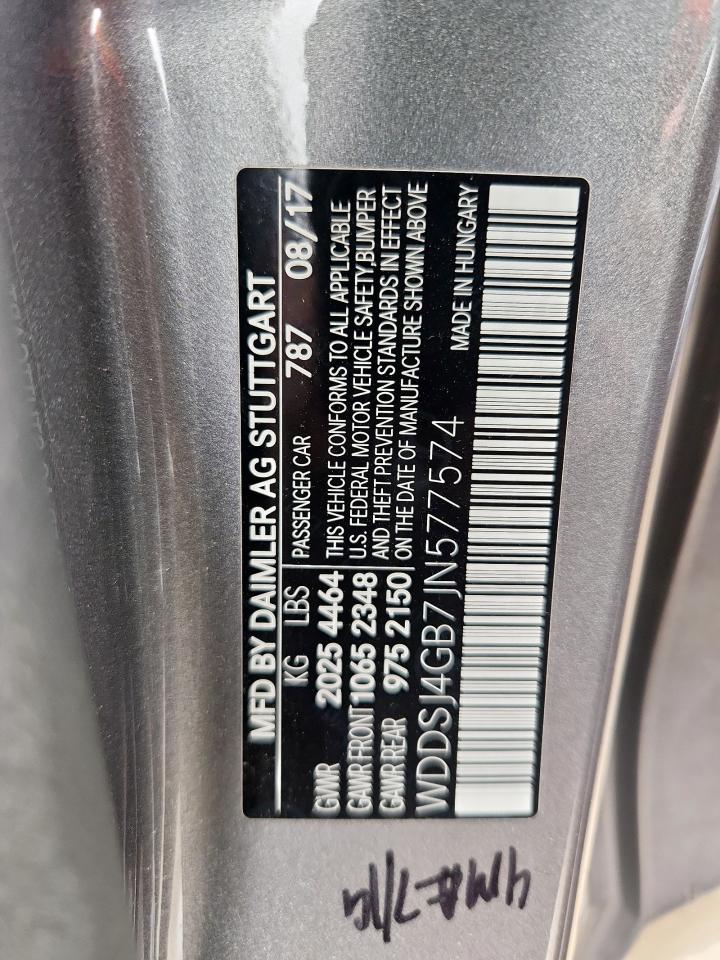 MFD BY DAIMLER AG STUTTGART
KG LBS PASSENGER CAR 787 08/17
GVWR 2025 4464 THIS VEHICLE CONFORMS TO ALL APPLICABLE
GAWR FRONT 1065 2348 U.S. FEDERAL MOTOR VEHICLE SAFETY,BUMPER
GAWR REAR 975 2150 AND THEFT PREVENTION STANDARDS IN EFFECT
ON THE DATE OF MANUFACTURE SHOWN ABOVE
WDDSJ4GB7JN577574 MADE IN HUNGARY